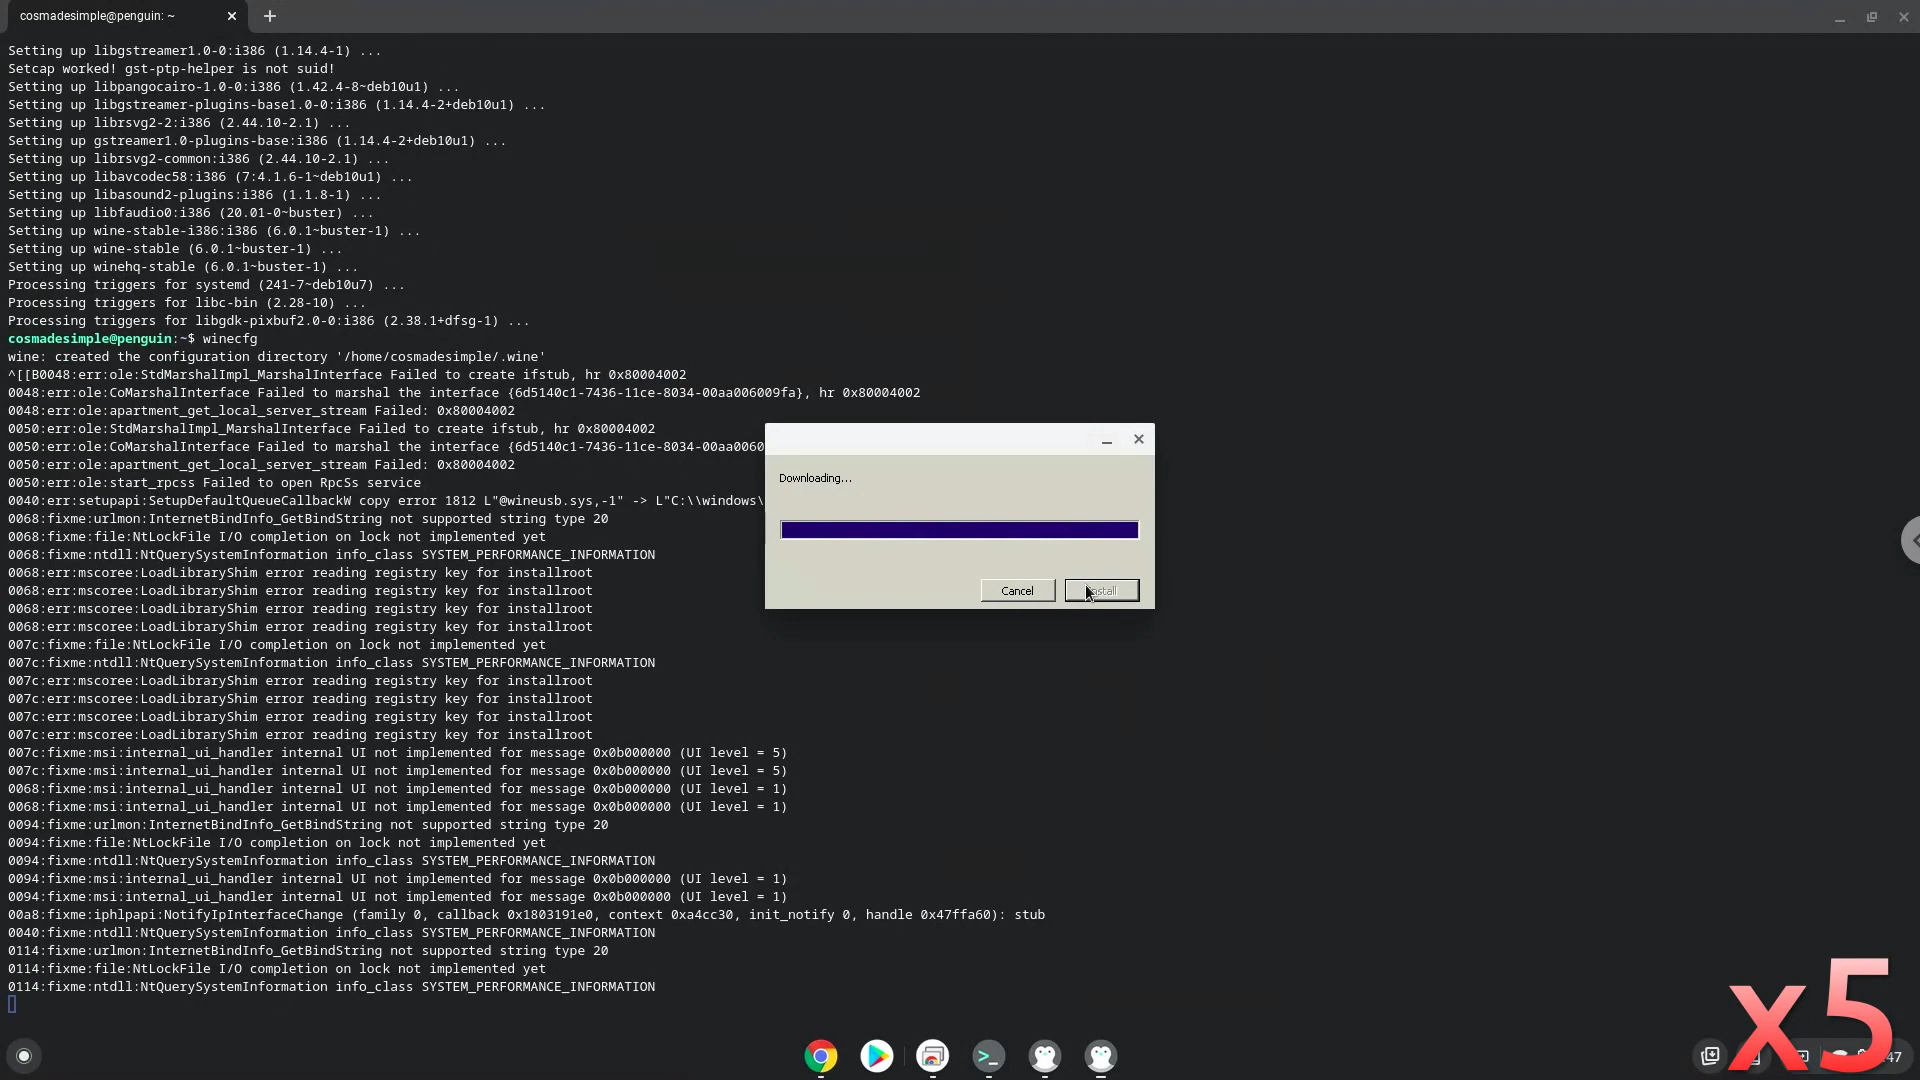 cosmadesimple@penguin: ~
Setting up libgstreamer1.0-0:i386 (1.14.4-1) ...
Setcap worked! gst-ptp-helper is not suid!
Setting up libpangocairo-1.0-0:i386 (1.42.4-8~deb10u1) ...
Setting up libgstreamer-plugins-base1.0-0:i386 (1.14.4-2+deb10u1) ...
Setting up librsvg2-2:i386 (2.44.10-2.1) ...
Setting up gstreamer1.0-plugins-base:i386 (1.14.4-2+deb10u1) ...
Setting up librsvg2-common:i386 (2.44.10-2.1) ...
Setting up libavcodec58:i386 (7:4.1.6-1~deb10u1) ...
Setting up libasound2-plugins:i386 (1.1.8-1) ...
Setting up libfaudio0:i386 (20.01-0~buster) ...
Setting up wine-stable-i386:i386 (6.0.1~buster-1) ...
Setting up wine-stable (6.0.1~buster-1) ...
Setting up winehq-stable (6.0.1~buster-1) ...
Processing triggers for systemd (241-7~deb10u7) ...
Processing triggers for libc-bin (2.28-10) ...
Processing triggers for libgdk-pixbuf2.0-0:i386 (2.38.1+dfsg-1) ...
cosmadesimple@penguin:~$ winecfg
wine: created the configuration directory '/home/cosmadesimple/.wine'
^[[B0048:err:ole:StdMarshalImpl_MarshalInterface Failed to create ifstub, hr 0x80004002
0048:err:ole:CoMarshalInterface Failed to marshal the interface {6d5140c1-7436-11ce-8034-00aa006009fa}, hr 0x80004002
0048:err:ole:apartment_get_local_server_stream Failed: 0x80004002
0050:err:ole:StdMarshalImpl_MarshalInterface Failed to create ifstub, hr 0x80004002
0050:err:ole:CoMarshalInterface Failed to marshal the interface {6d5140c1-7436-11ce-8034-00aa0060
0050:err:ole:apartment_get_local_server_stream Failed: 0x80004002
0050:err:ole:start_rpcss Failed to open RpcSs service
0040:err:setupapi:SetupDefaultQueueCallbackW copy error 1812 L"@wineusb.sys,-1" -> L"C:\\windows\
0068:fixme:urlmon:InternetBindInfo_GetBindString not supported string type 20
0068:fixme:file:NtLockFile I/O completion on lock not implemented yet
0068:fixme:ntdll:NtQuerySystemInformation info_class SYSTEM_PERFORMANCE_INFORMATION
0068:err:mscoree:LoadLibraryShim error reading registry key for installroot
0068:err:mscoree:LoadLibraryShim error reading registry key for installroot
0068:err:mscoree:LoadLibraryShim error reading registry key for installroot
0068:err:mscoree:LoadLibraryShim error reading registry key for installroot
007c:fixme:file:NtLockFile I/O completion on lock not implemented yet
007c:fixme:ntdll:NtQuerySystemInformation info_class SYSTEM_PERFORMANCE_INFORMATION
007c:err:mscoree:LoadLibraryShim error reading registry key for installroot
007c:err:mscoree:LoadLibraryShim error reading registry key for installroot
007c:err:mscoree:LoadLibraryShim error reading registry key for installroot
007c:err:mscoree:LoadLibraryShim error reading registry key for installroot
007c:fixme:msi:internal_ui_handler internal UI not implemented for message 0x0b000000 (UI level = 5)
007c:fixme:msi:internal_ui_handler internal UI not implemented for message 0x0b000000 (UI level = 5)
0068:fixme:msi:internal_ui_handler internal UI not implemented for message 0x0b000000 (UI level = 1)
0068:fixme:msi:internal_ui_handler internal UI not implemented for message 0x0b000000 (UI level = 1)
0094:fixme:urlmon:InternetBindInfo_GetBindString not supported string type 20
0094:fixme:file:NtLockFile I/O completion on lock not implemented yet
0094:fixme:ntdll:NtQuerySystemInformation info_class SYSTEM_PERFORMANCE_INFORMATION
0094:fixme:msi:internal_ui_handler internal UI not implemented for message 0x0b000000 (UI level = 1)
0094:fixme:msi:internal_ui_handler internal UI not implemented for message 0x0b000000 (UI level = 1)
00a8:fixme:iphlpapi:NotifyIpInterfaceChange (family 0, callback 0x1803191e0, context 0xa4cc30, init_notify 0, handle 0x47ffa60): stub
0040:fixme:ntdll:NtQuerySystemInformation info_class SYSTEM_PERFORMANCE_INFORMATION
0114:fixme:urlmon:InternetBindInfo_GetBindString not supported string type 20
0114:fixme:file:NtLockFile I/O completion on lock not implemented yet
0114:fixme:ntdll:NtQuerySystemInformation info_class SYSTEM_PERFORMANCE_INFORMATION
Downloading...
Cancel
x5
47